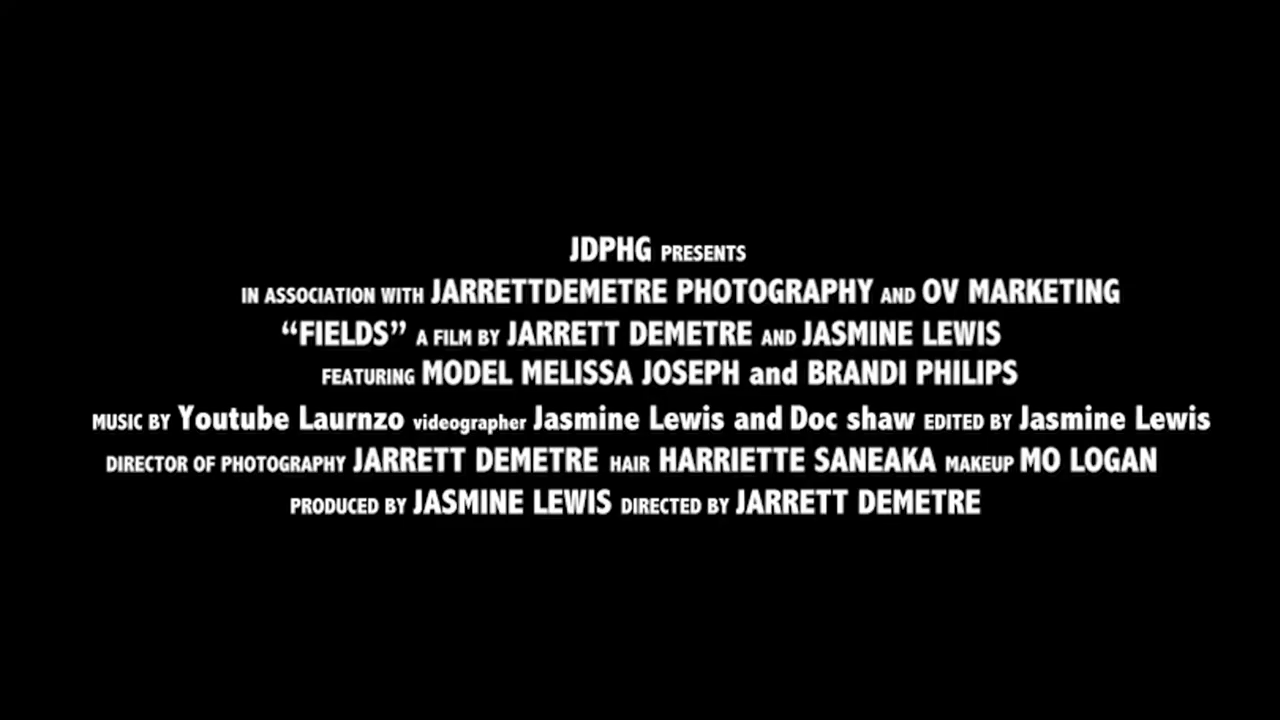 JDPHG PRESENTS
IN ASSOCIATION WITH JARRETTDEMETRE PHOTOGRAPHY AND OV MARKETING
“FIELDS” A FILM BY JARRETT DEMETRE AND JASMINE LEWIS
FEATURING MODEL MELISSA JOSEPH and BRANDI PHILIPS
MUSIC BY Youtube Laurnzo videographer Jasmine Lewis and Doc shaw EDITED BY Jasmine Lewis
DIRECTOR OF PHOTOGRAPHY JARRETT DEMETRE HAIR HARRIETTE SANEAKA MAKEUP MO LOGAN
PRODUCED BY JASMINE LEWIS DIRECTED BY JARRETT DEMETRE